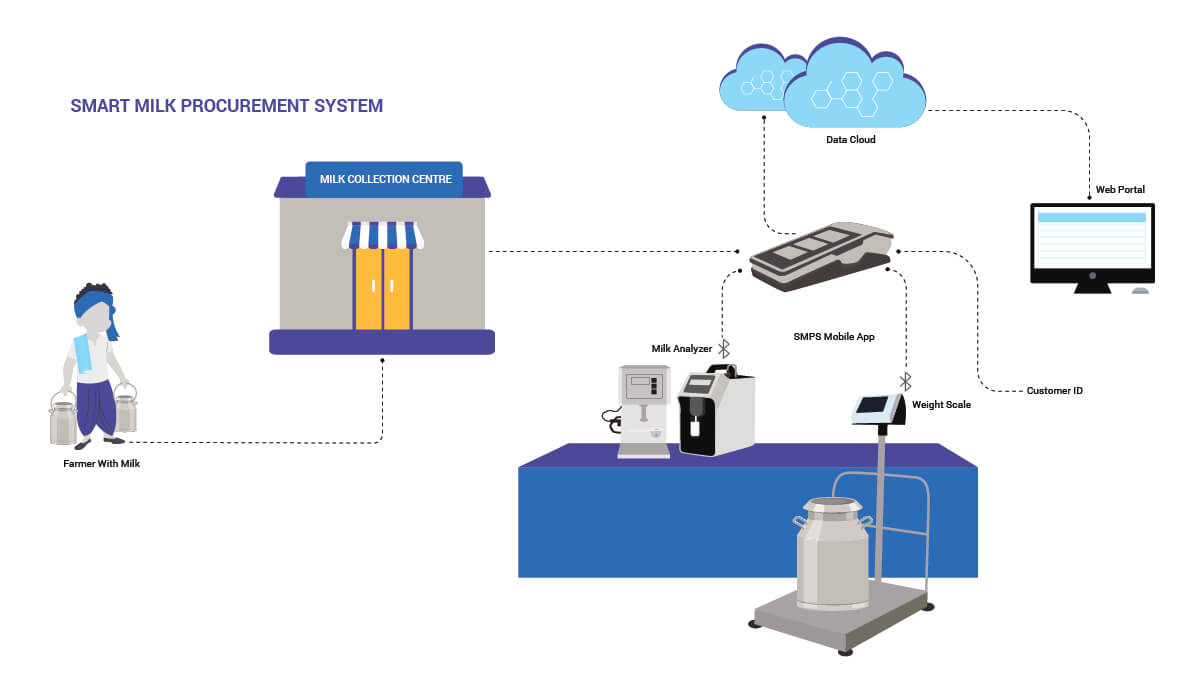 SMART MILK PROCUREMENT SYSTEM
Data Cloud
MILK COLLECTION CENTRE
Web Portal
SMPS Mobile App
Milk Analyzer
Customer ID
Weight Scale
Farmer With Milk